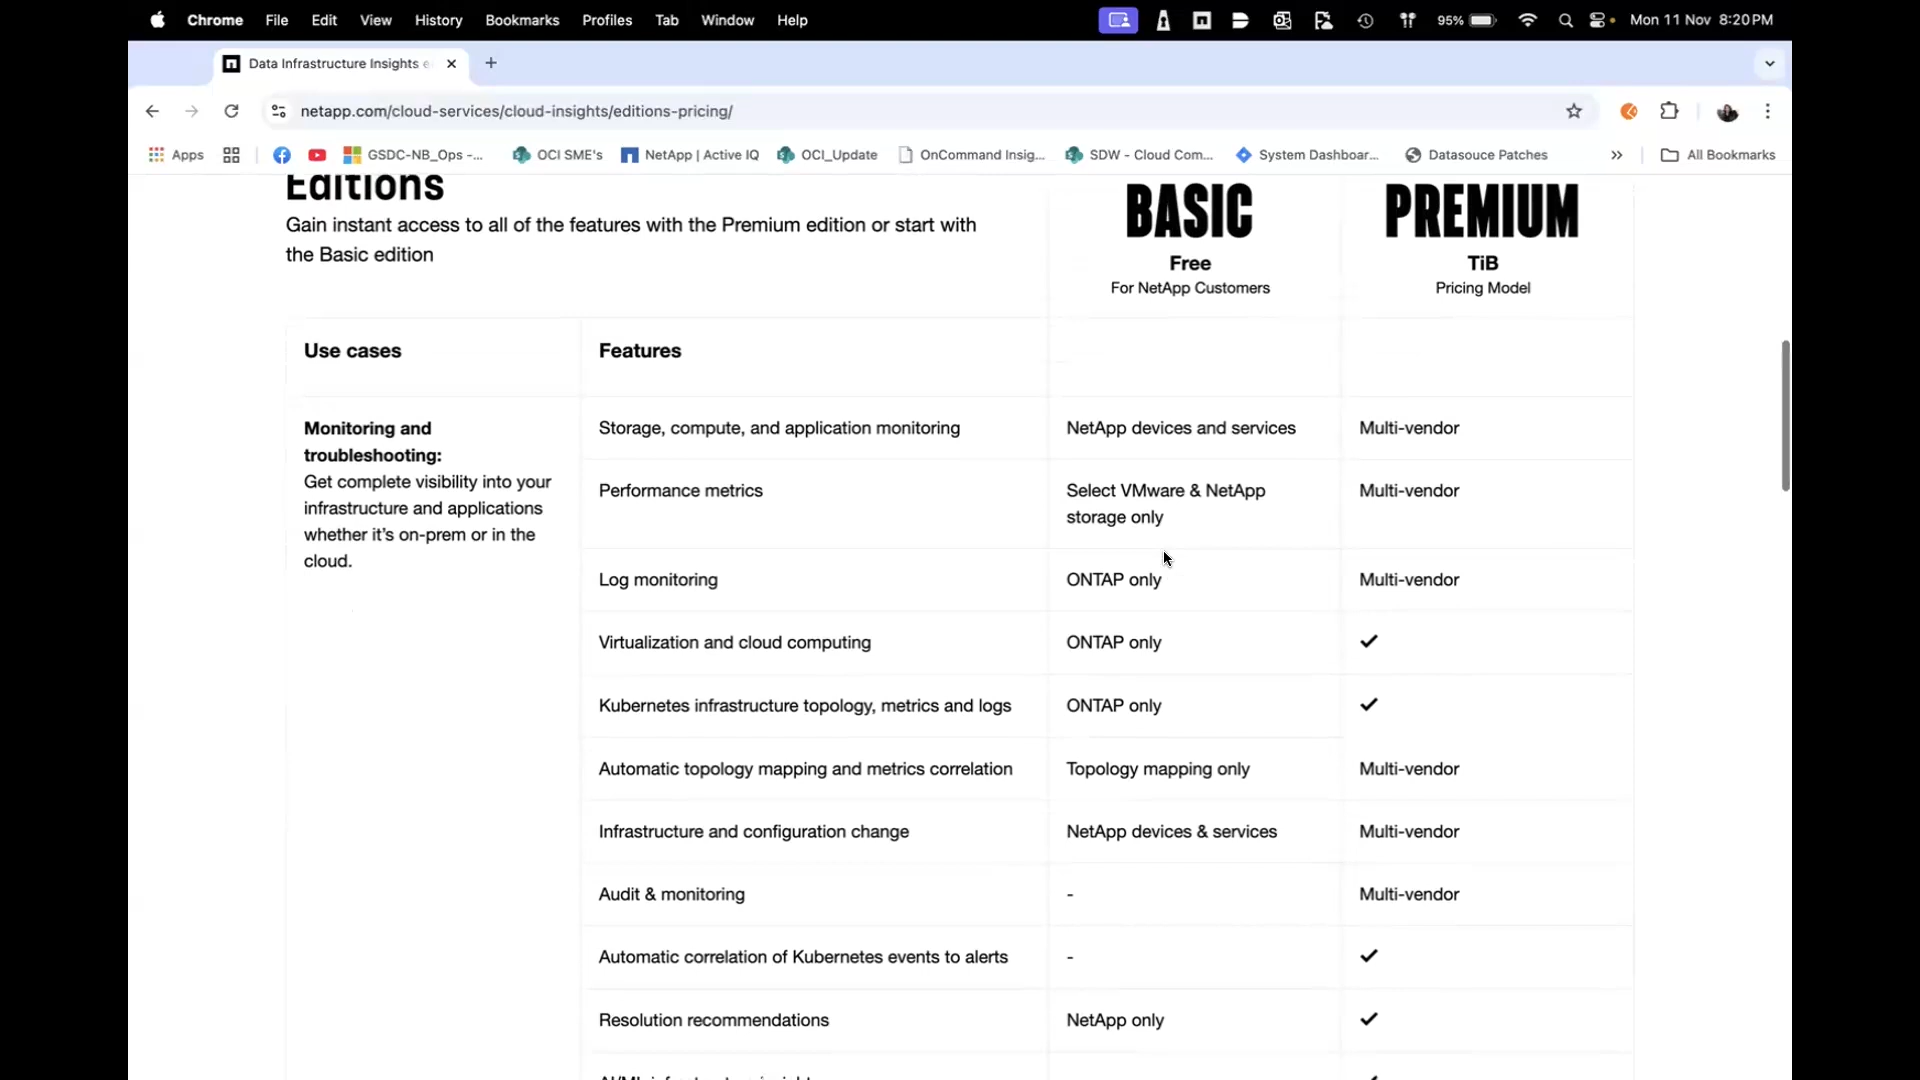 Chrome File Edit View History Bookmarks Profiles Tab Window Help 95% Mon 11 Nov 8:20 PM
Data Infrastructure Insights e
netapp.com/cloud-services/cloud-insights/editions-pricing/
Apps GSDC-NB_Ops -... OCI SME's NetApp | Active IQ OCI_Update OnCommand Insig... SDW - Cloud Com... System Dashboar... Datasouce Patches » All Bookmarks
Editions
Gain instant access to all of the features with the Premium edition or start with
the Basic edition
BASIC
Free
For NetApp Customers
PREMIUM
TiB
Pricing Model
Use cases Features
Monitoring and
troubleshooting:
Get complete visibility into your
infrastructure and applications
whether it's on-prem or in the
cloud.
Storage, compute, and application monitoring NetApp devices and services Multi-vendor
Performance metrics Select VMware & NetApp Multi-vendor
storage only
Log monitoring ONTAP only Multi-vendor
Virtualization and cloud computing ONTAP only ✓
Kubernetes infrastructure topology, metrics and logs ONTAP only ✓
Automatic topology mapping and metrics correlation Topology mapping only Multi-vendor
Infrastructure and configuration change NetApp devices & services Multi-vendor
Audit & monitoring - Multi-vendor
Automatic correlation of Kubernetes events to alerts - ✓
Resolution recommendations NetApp only ✓